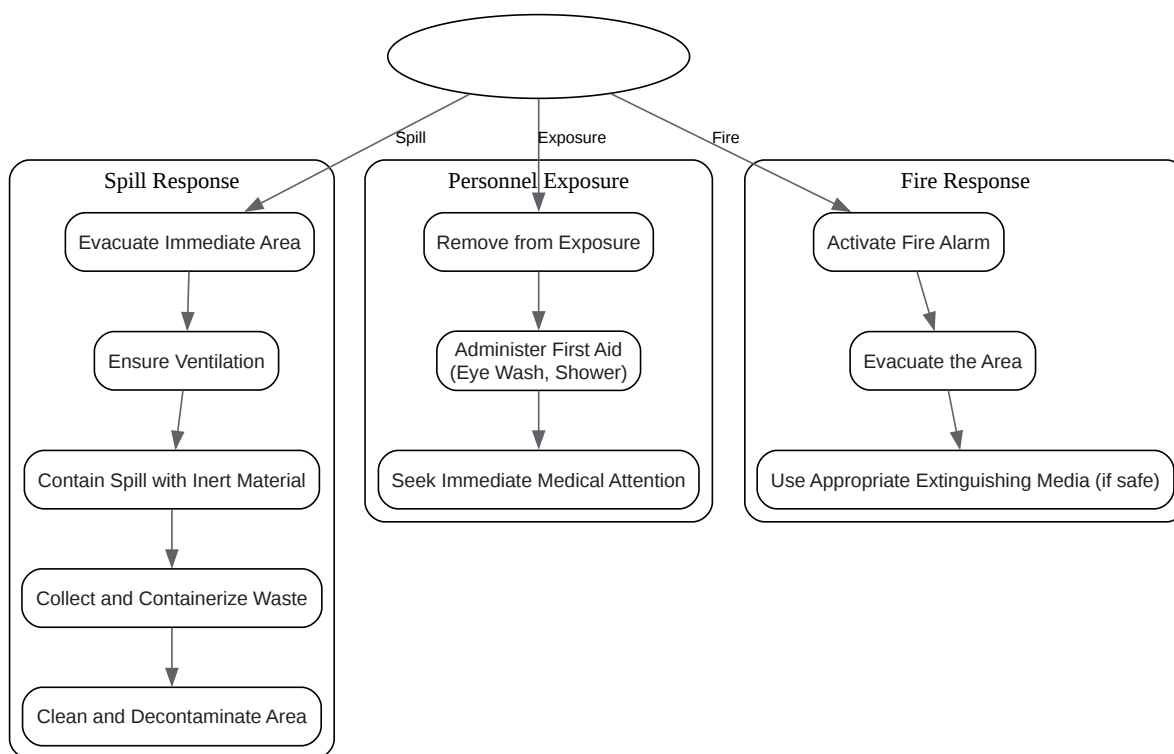 Spill
Exposure
Fire
Spill Response
Evacuate Immediate Area
Ensure Ventilation
Contain Spill with Inert Material
Collect and Containerize Waste
Clean and Decontaminate Area
Personnel Exposure
Remove from Exposure
Administer First Aid
(Eye Wash, Shower)
Seek Immediate Medical Attention
Fire Response
Activate Fire Alarm
Evacuate the Area
Use Appropriate Extinguishing Media (if safe)